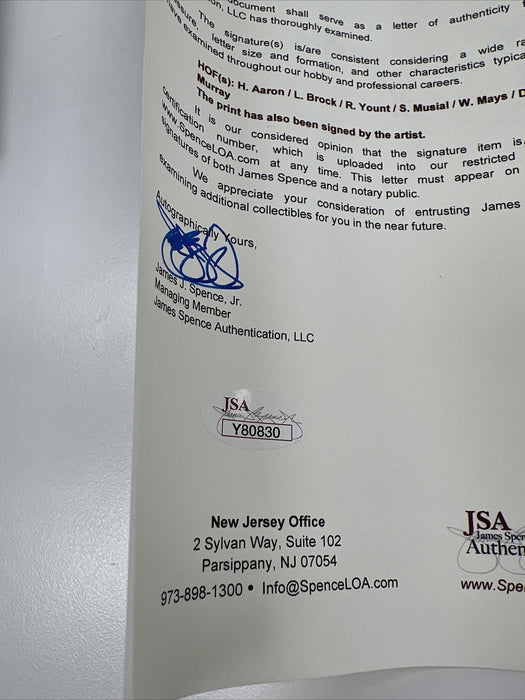 document shall serve as a letter of authenticity
LLC has thoroughly examined.
The signature(s) is/are consistent considering a wide
letter size and formation, and other characteristics
examined throughout our hobby and professional careers.
HOF(s): H. Aaron / L. Brock / R. Yount / S. Musial / W. Mays /
Murray
The print has also been signed by the artist.
It is our considered opinion that the signature item is
certification number, which is uploaded into our restricted
www.SpenceLOA.com at any time. This letter must appear on
signatures of both James Spence and a notary public.
We appreciate your consideration of entrusting James
examining additional collectibles for you in the near future.
Autographically Yours,
James J. Spence, Jr.
Managing Member
James Spence Authentication, LLC
JSA
Y80830
New Jersey Office
2 Sylvan Way, Suite 102
Parsippany, NJ 07054
973-898-1300 • Info@SpenceLOA.com
JSA
James
Authen
www.Spe